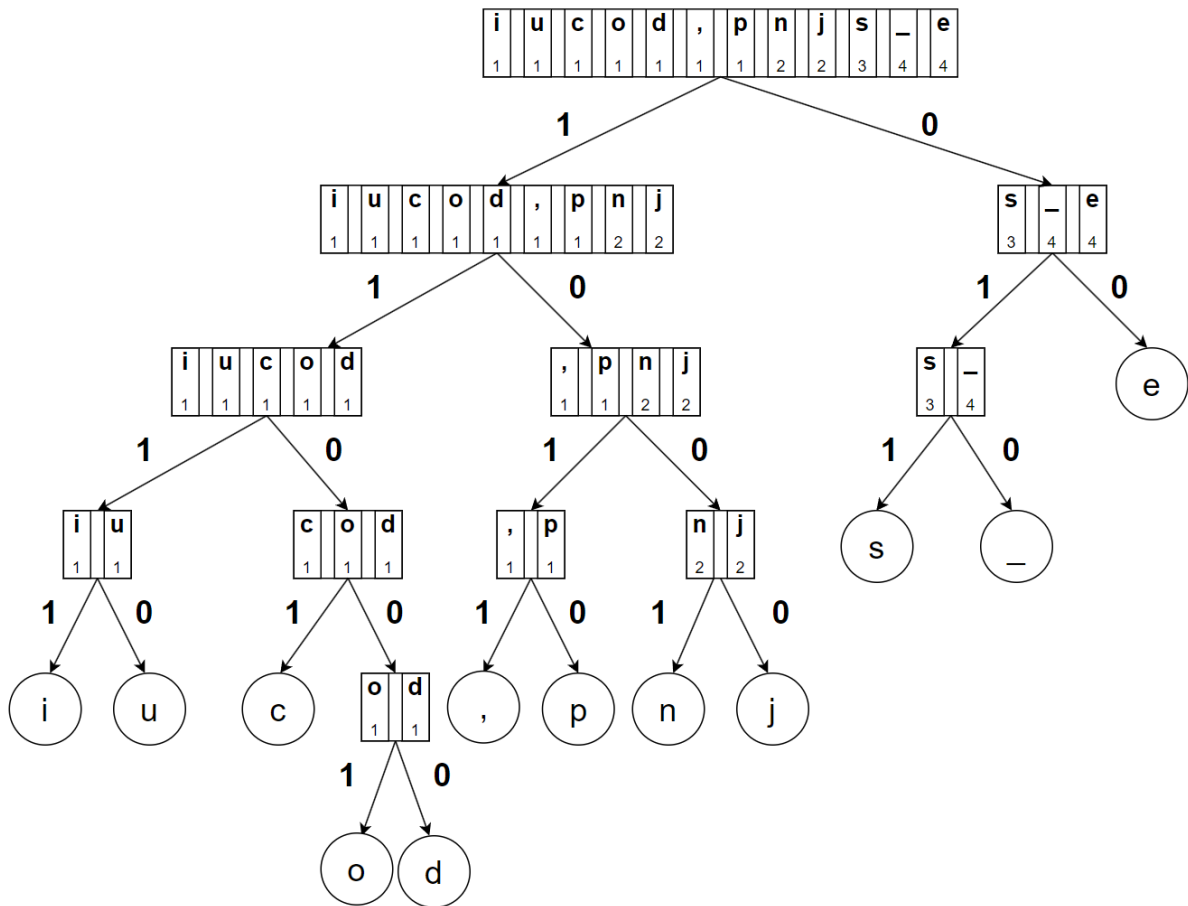 i u c o d , p n j s _ e
1 1 1 1 1 1 1 2 2 3 4 4
1 0
i u c o d , p n j
1 1 1 1 1 1 1 2 2
s _ e
3 4 4
1 0
1 0
i u c o d
1 1 1 1 1
, p n j
1 1 2 2
s _
3 4
e
1 0
1 0
1 0
i u
1 1
c o d
1 1 1
, p
1 1
n j
2 2
s
_
1 0
1 0
1 0
1 0
i
u
c
o d
1 1
,
p
n
j
1 0
o
d